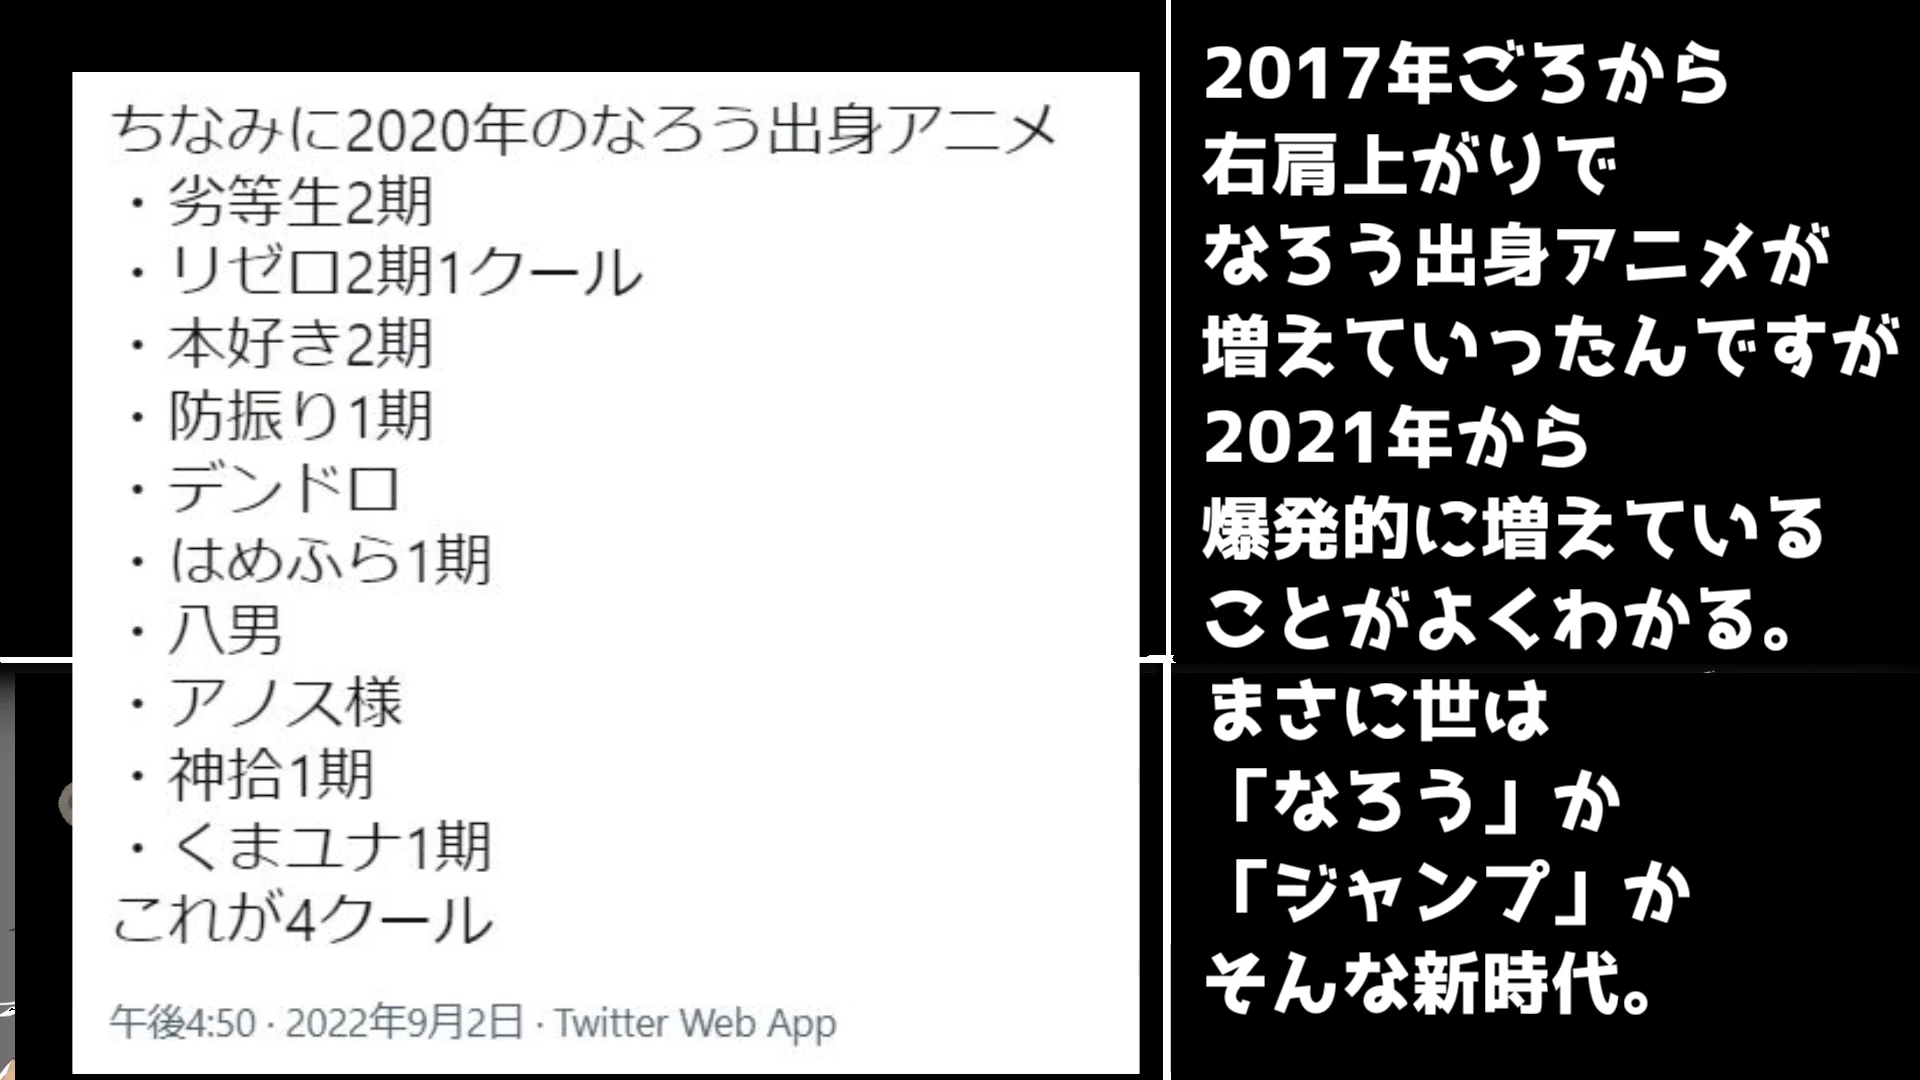 ちなみに2020年のなろう出身アニメ
・劣等生2期
・リゼロ2期1クール
・本好き2期
・防振り1期
・デンドロ
・はめふら1期
・八男
・アノス様
・神拾1期
・くまユナ1期
これが4クール
午後4:50 · 2022年9月2日 · Twitter Web App
2017年ごろから
右肩上がりで
なろう出身アニメが
増えていったんですが
2021年から
爆発的に増えている
ことがよくわかる。
まさに世は
「なろう」か
「ジャンプ」か
そんな新時代。